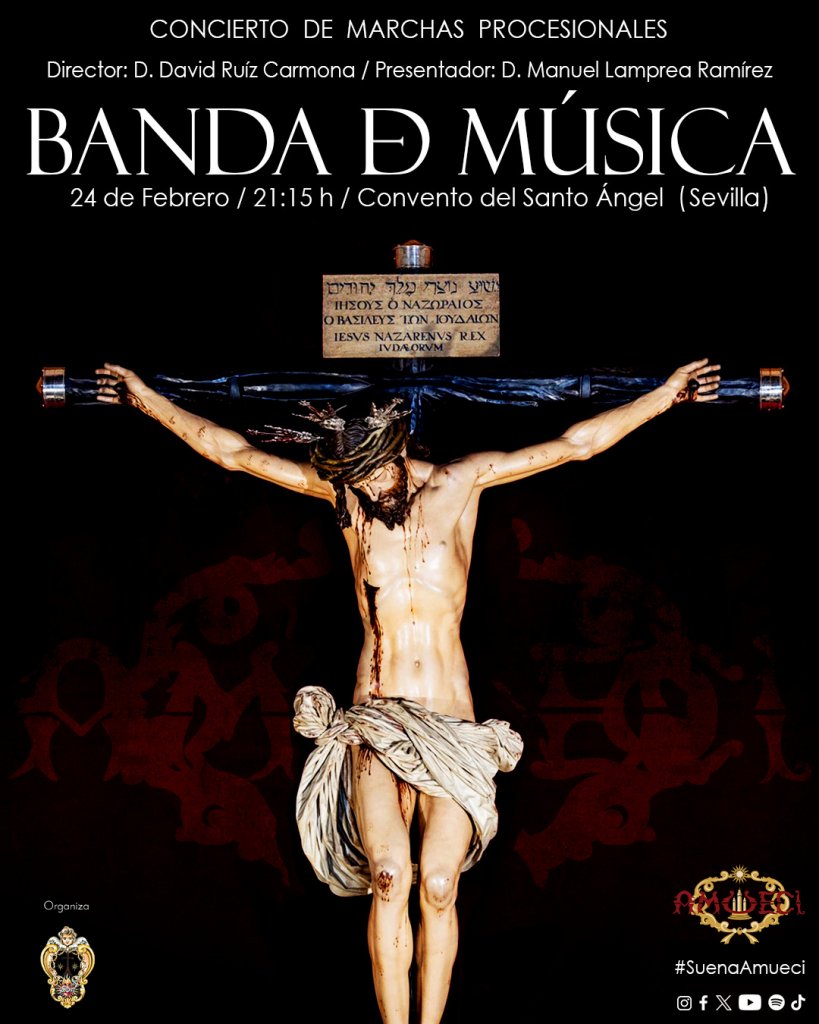 CONCIERTO DE MARCHAS PROCESIONALES
Director: D. David Ruíz Carmona / Presentador: D. Manuel Lamprea Ramírez
BANDA DE MÚSICA
24 de Febrero / 21:15 h / Convento del Santo Ángel (Sevilla)
ΙΗΣΟΥΣ Ο ΝΑΖΩΡΑΙΟΣ
Ο ΒΑΣΙΛΕΥΣ ΤΩΝ ΙΟΥΔΑΙΩΝ
IESVS NAZARENVS REX
IVDÆORVM
Organiza
AMUECI
#SuenaAmueci